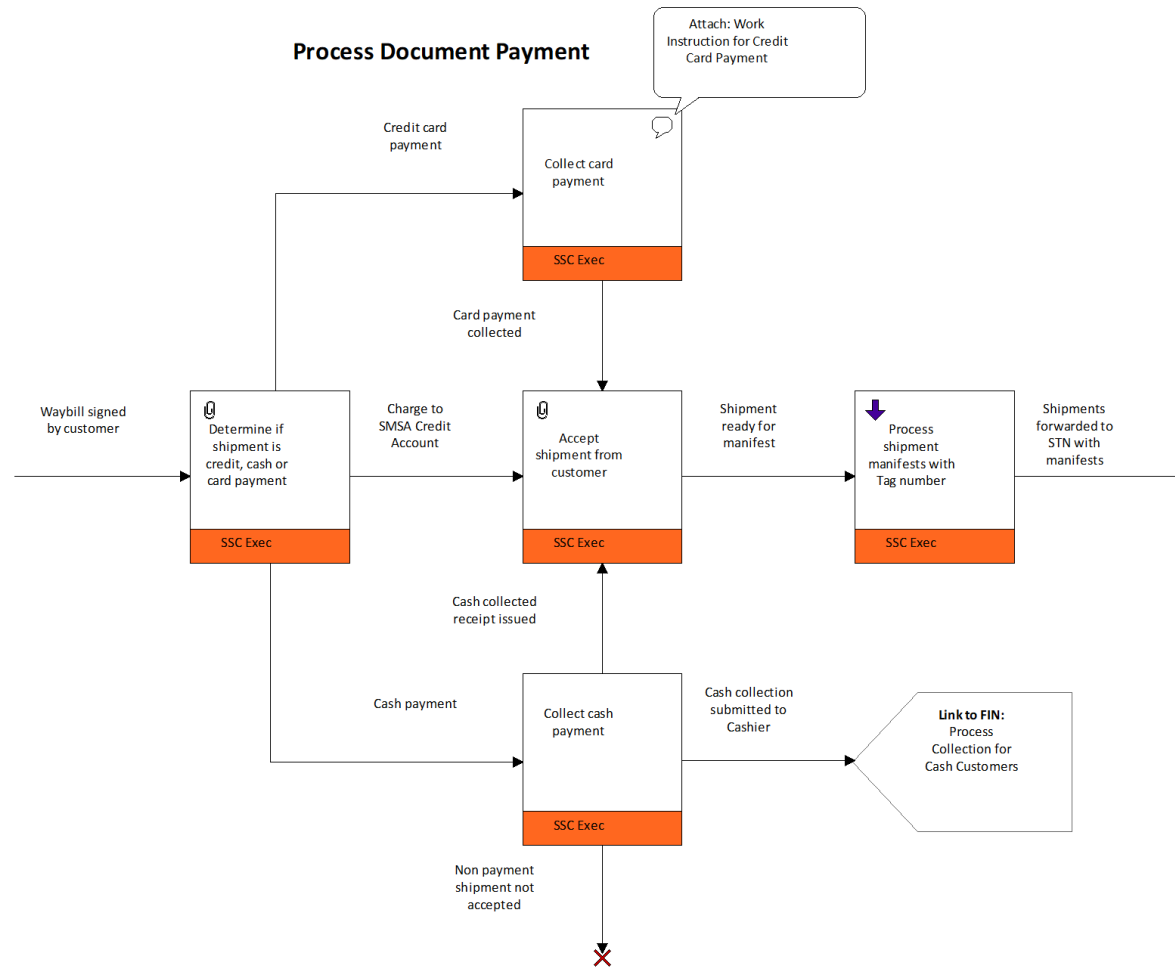 Process Document Payment
Attach: Work
Instruction for Credit
Card Payment
Credit card
payment
Collect card
payment
SSC Exec
Card payment
collected
Waybill signed
by customer
Determine if
shipment is
credit, cash or
card payment
SSC Exec
Charge to
SMSA Credit
Account
Accept
shipment from
customer
SSC Exec
Shipment
ready for
manifest
Process
shipment
manifests with
Tag number
SSC Exec
Shipments
forwarded to
STN with
manifests
Cash collected
receipt issued
Cash payment
Collect cash
payment
SSC Exec
Cash collection
submitted to
Cashier
Link to FIN:
Process
Collection for
Cash Customers
Non payment
shipment not
accepted